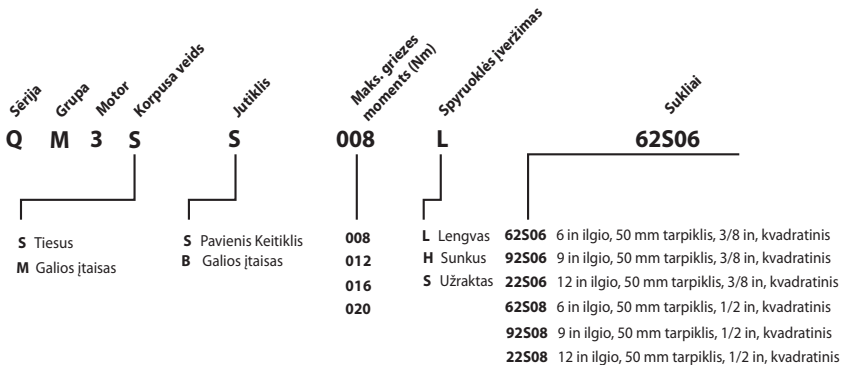 Sērija
Grupa
Motor
Korpusa veids
Jutiklis
Maks. griezes
moments (Nm)
Spyruoklės įveržimas
Sukliai
Q M 3 S S 008 L 62S06
S Tiesus
M Galios įtaisas
S Pavienis Keitiklis
B Galios įtaisas
008
012
016
020
L Lengvas
H Sunkus
S Užraktas
62S06 6 in ilgio, 50 mm tarpiklis, 3/8 in, kvadratinis
92S06 9 in ilgio, 50 mm tarpiklis, 3/8 in, kvadratinis
22S06 12 in ilgio, 50 mm tarpiklis, 3/8 in, kvadratinis
62S08 6 in ilgio, 50 mm tarpiklis, 1/2 in, kvadratinis
92S08 9 in ilgio, 50 mm tarpiklis, 1/2 in, kvadratinis
22S08 12 in ilgio, 50 mm tarpiklis, 1/2 in, kvadratinis